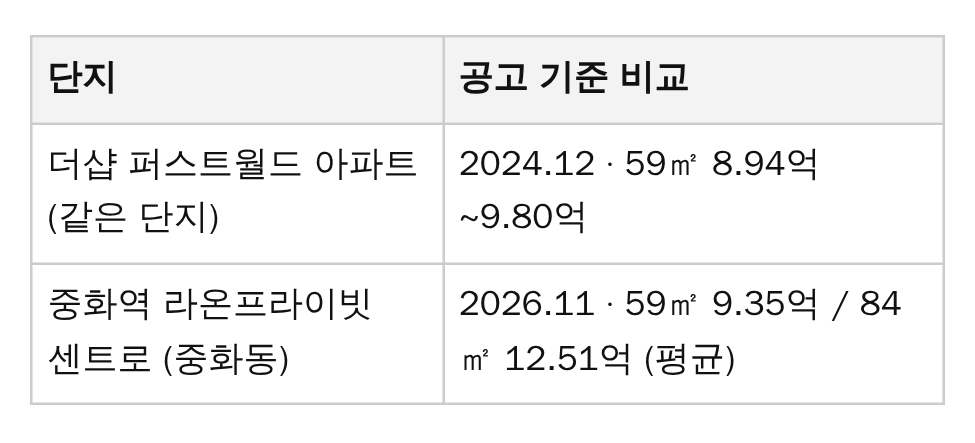 단지
공고 기준 비교
더샵 퍼스트월드 아파트
(같은 단지)
2024.12 · 59㎡ 8.94억
~9.80억
중화역 라온프라이빗
센트로 (중화동)
2026.11 · 59㎡ 9.35억 / 84
㎡ 12.51억 (평균)